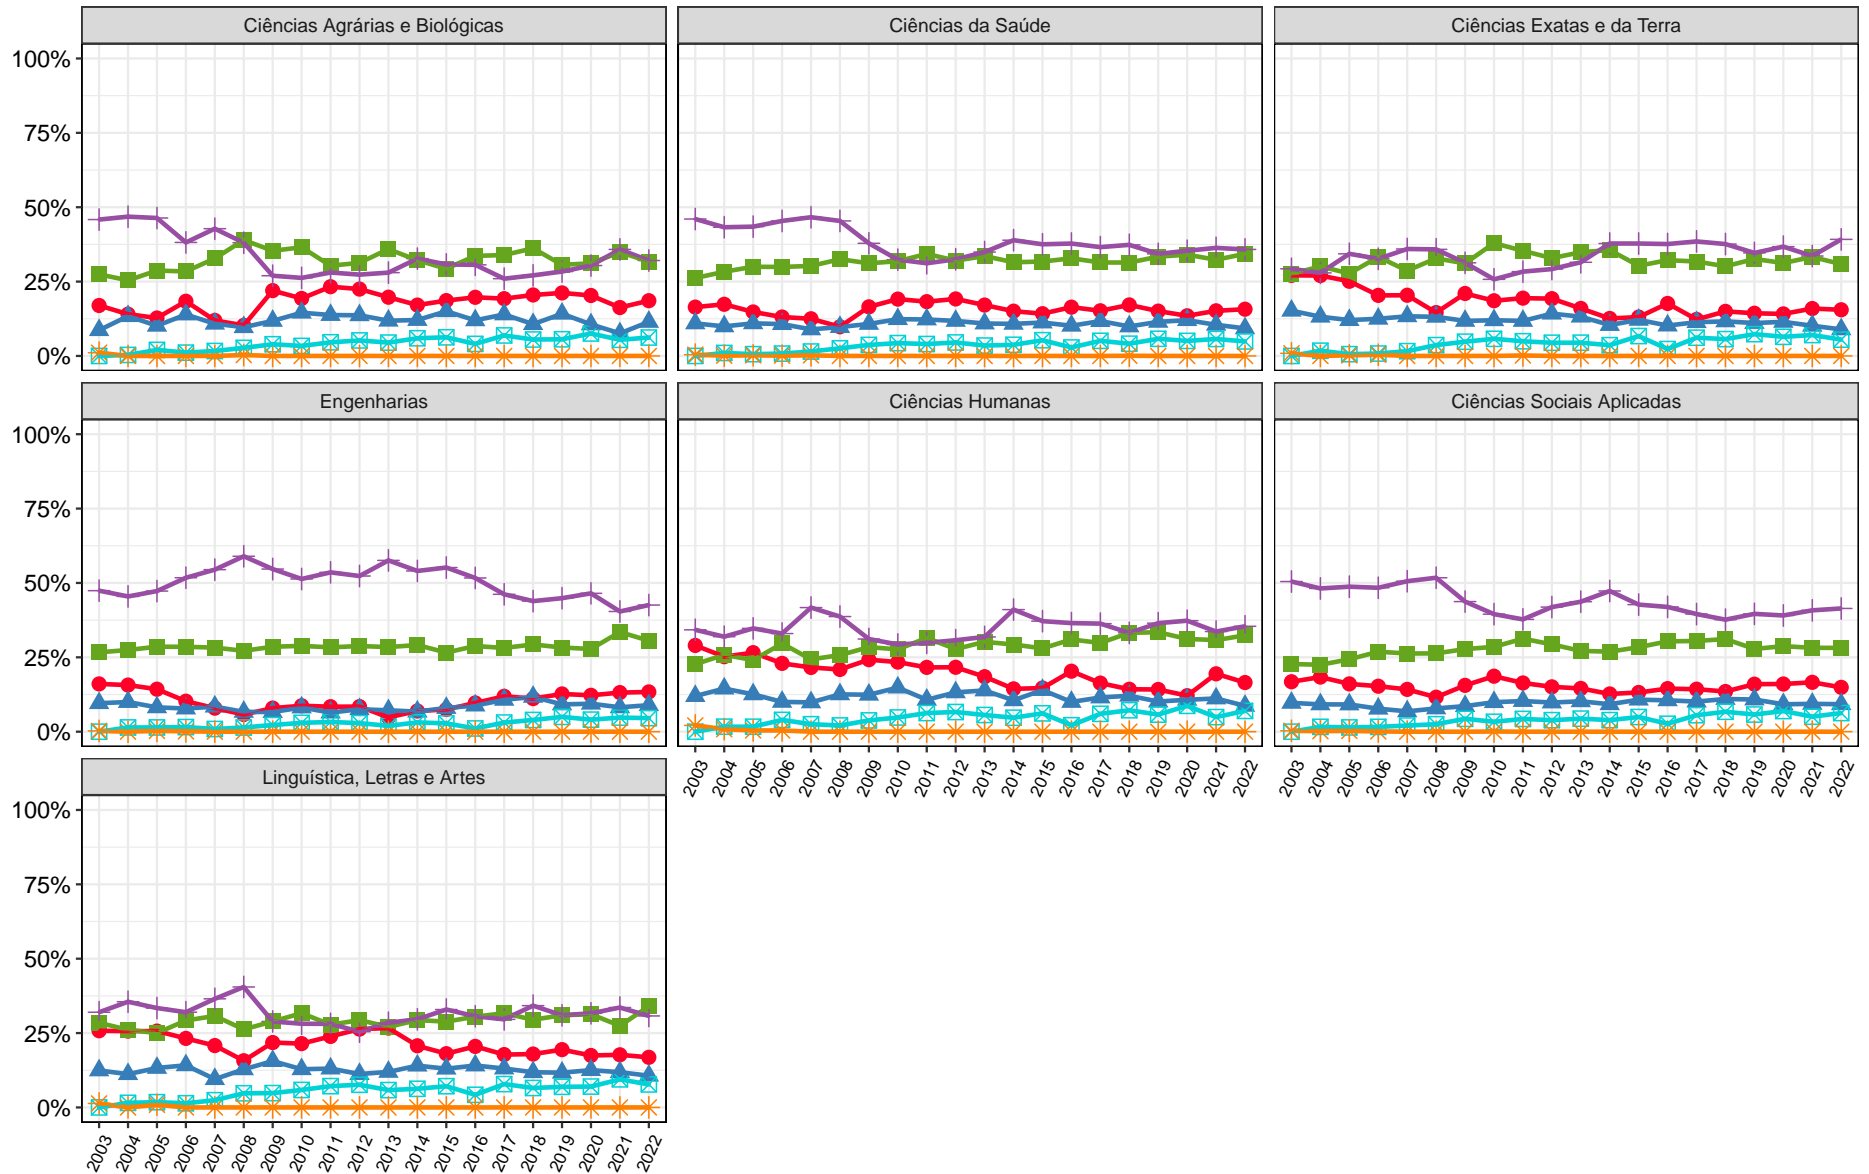 Ciências Agrárias e Biológicas
Ciências da Saúde
Ciências Exatas e da Terra
100%
75%
50%
25%
0%
Engenharias
Ciências Humanas
Ciências Sociais Aplicadas
100%
75%
50%
25%
0%
2003 2004 2005 2006 2007 2008 2009 2010 2011 2012 2013 2014 2015 2016 2017 2018 2019 2020 2021 2022
2003 2004 2005 2006 2007 2008 2009 2010 2011 2012 2013 2014 2015 2016 2017 2018 2019 2020 2021 2022
Linguística, Letras e Artes
100%
75%
50%
25%
0%
2003 2004 2005 2006 2007 2008 2009 2010 2011 2012 2013 2014 2015 2016 2017 2018 2019 2020 2021 2022